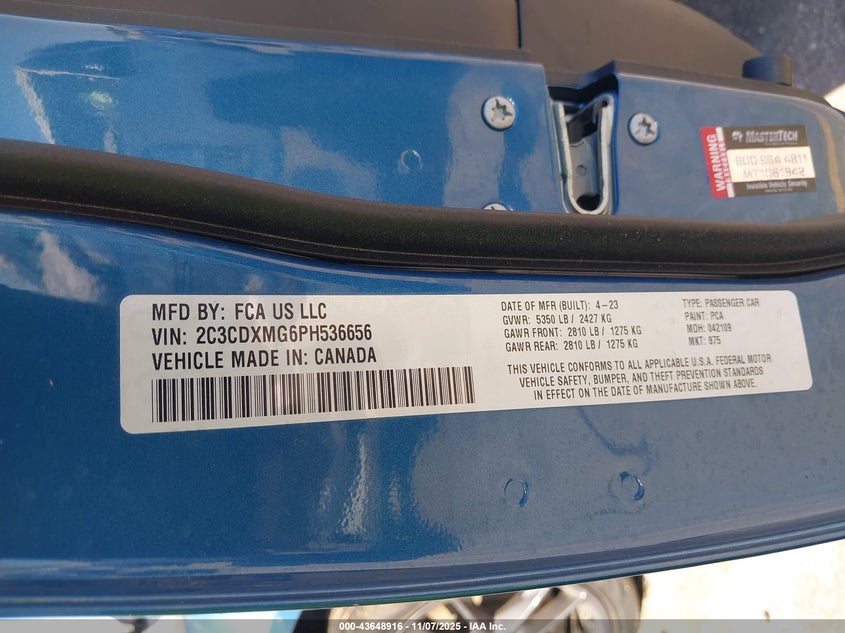 MASTERTECH
WARNING
800 664 4811
MT1061942
Invisible Vehicle Security
MFD BY: FCA US LLC
VIN: 2C3CDXMG6PH536656
VEHICLE MADE IN: CANADA
DATE OF MFR (BUILT): 4-23
GVWR: 5350 LB / 2427 KG
GAWR FRONT: 2810 LB / 1275 KG
GAWR REAR: 2810 LB / 1275 KG
TYPE: PASSENGER CAR
PAINT: PCA
MDH: 042109
MKT: 875
THIS VEHICLE CONFORMS TO ALL APPLICABLE U.S.A. FEDERAL MOTOR
VEHICLE SAFETY, BUMPER, AND THEFT PREVENTION STANDARDS
IN EFFECT ON THE DATE OF MANUFACTURE SHOWN ABOVE.
000-43648916 - 11/07/2025 - IAA Inc.